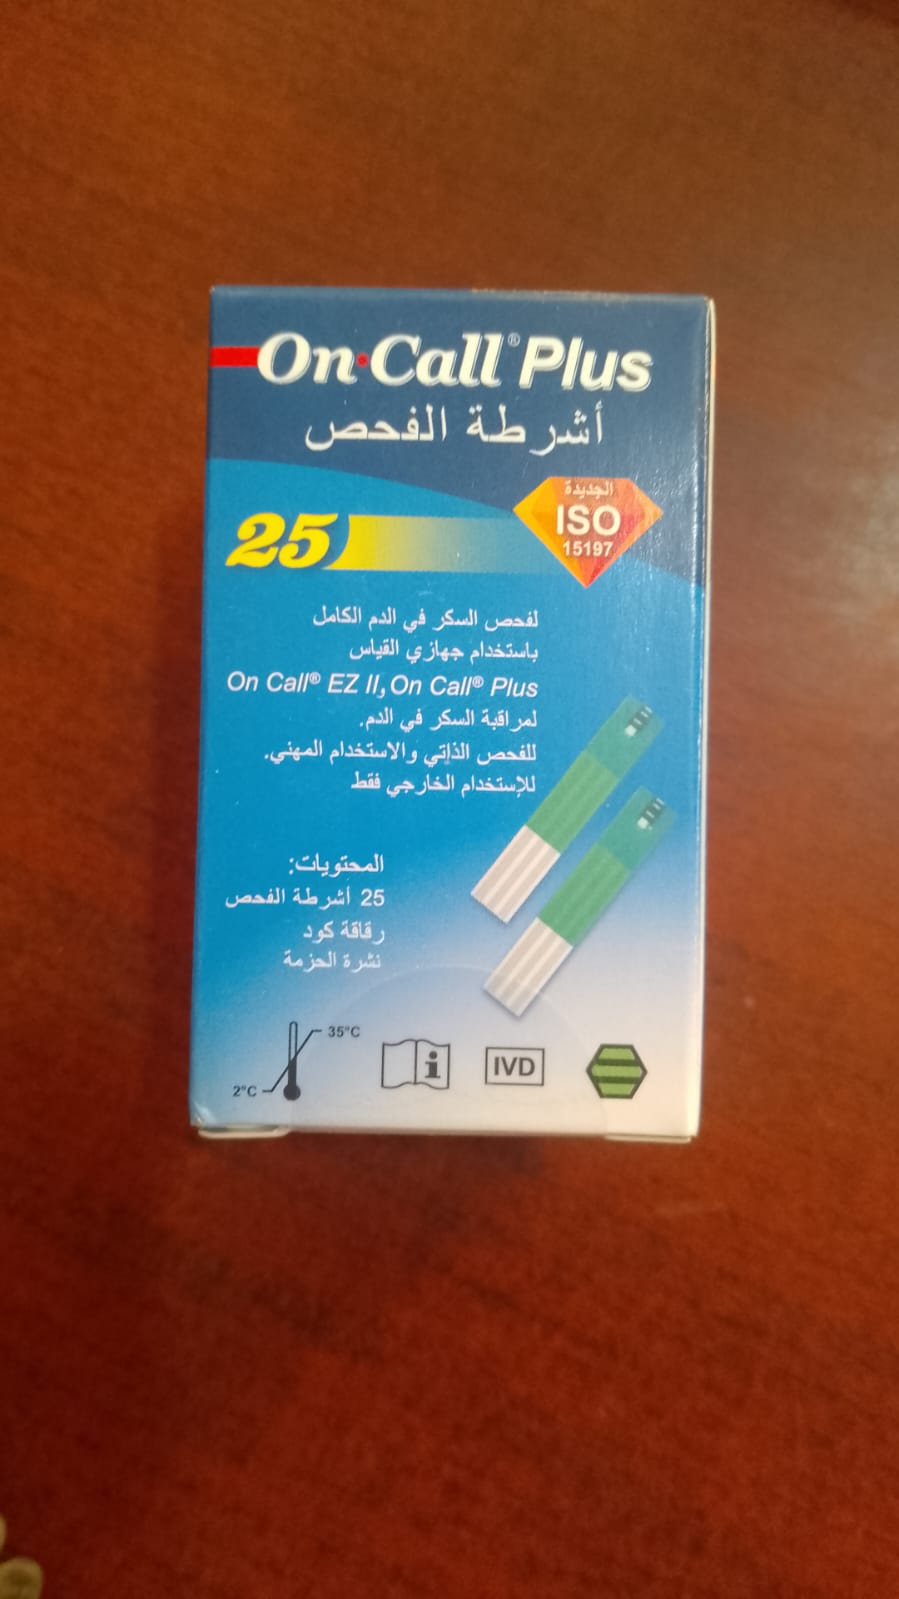 On·Call® Plus
أشرطة الفحص
25
الجديدة
ISO
15197
لفحص السكر في الدم الكامل
باستخدام جهازي القياس
On Call® Plus و On Call® EZ II
لمراقبة السكر في الدم.
للفحص الذاتي والاستخدام المهني.
للإستخدام الخارجي فقط
المحتويات:
25 أشرطة الفحص
رقاقة كود
نشرة الحزمة
35°C
2°C
i
IVD